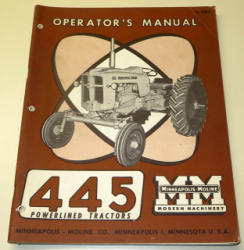 OPERATOR'S MANUAL
445
POWERLINED TRACTORS
MM
MINNEAPOLIS-MOLINE
MODERN MACHINERY
MINNEAPOLIS - MOLINE CO. MINNEAPOLIS 1, MINNESOTA U. S. A.